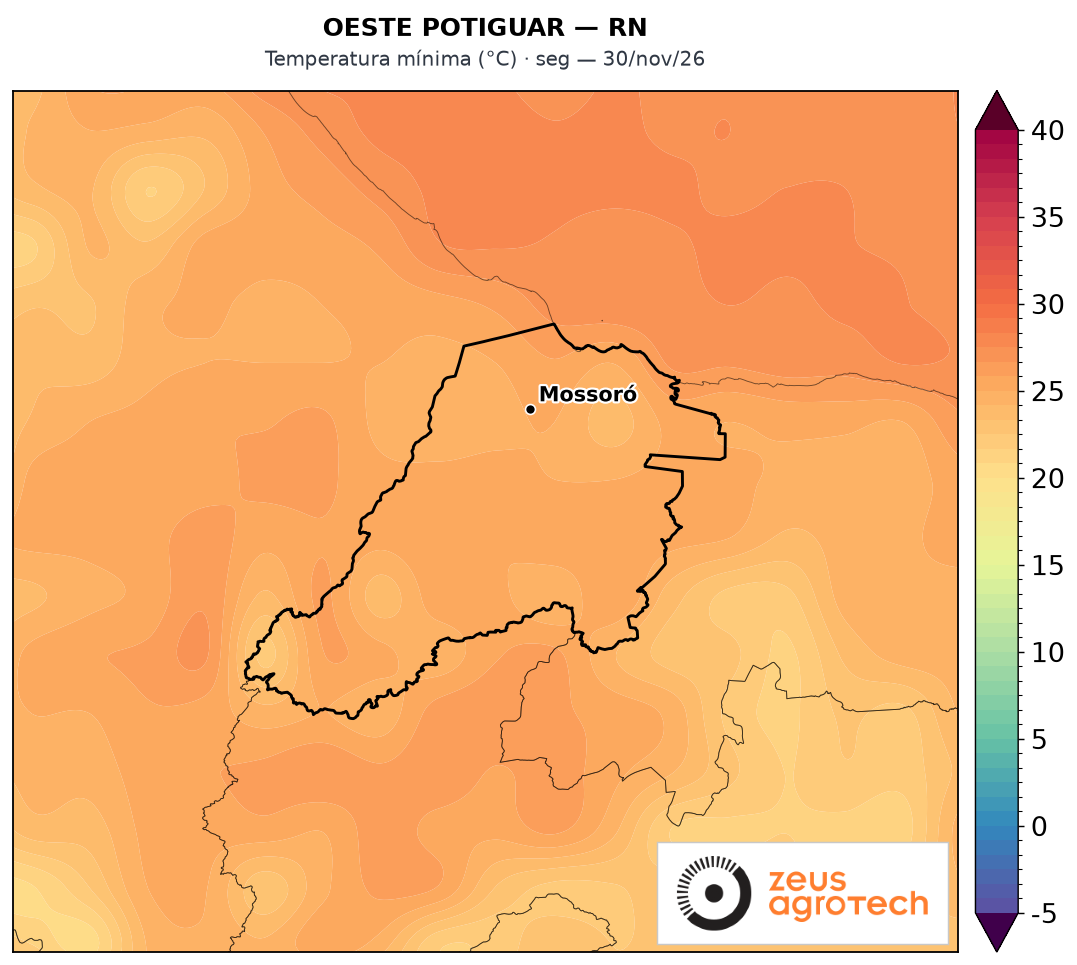 OESTE POTIGUAR — RN
Temperatura mínima (°C) · seg — 30/nov/26
40
35
30
25
20
15
10
5
0
-5
Mossoró
zeus
agrotech